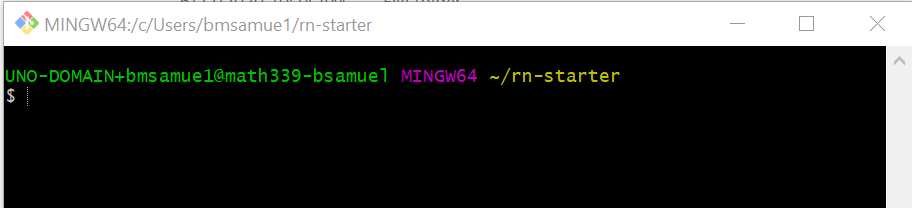 MINGW64:/c/Users/bmsamue1/rn-starter
UNO-DOMAIN+bmsamue1@math339-bsamuel MINGW64 ~/rn-starter
$